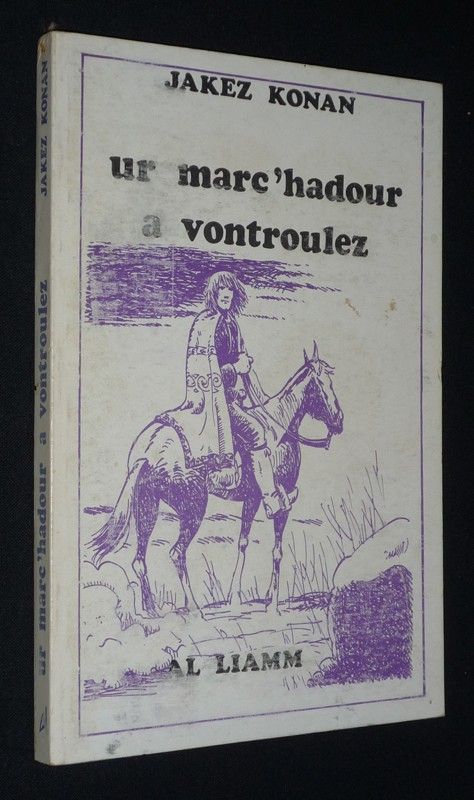 JAKEZ KONAN
ur marc'hadour
a vontroulez
AL LIAMM
ur marc'hadour a vontroulez JAKEZ KONAN